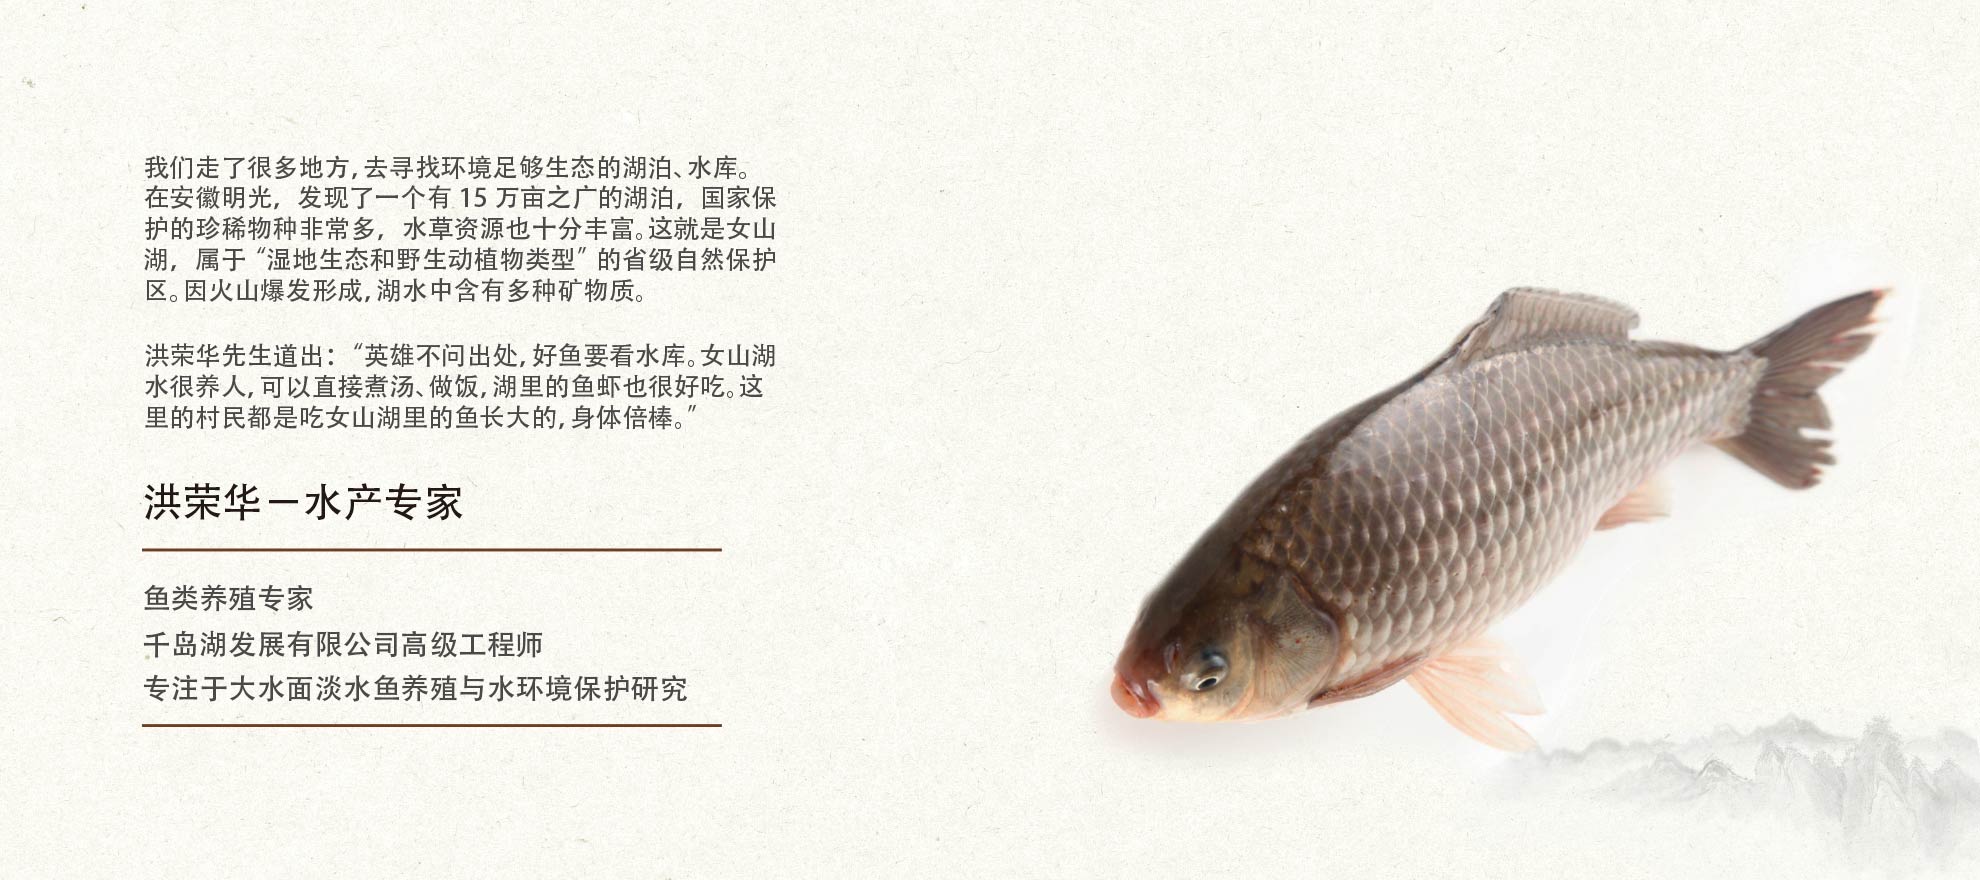 我们走了很多地方,去寻找环境足够生态的湖泊、水库。
在安徽明光，发现了一个有 15 万亩之广的湖泊，国家保
护的珍稀物种非常多，水草资源也十分丰富。这就是女山
湖，属于“湿地生态和野生动植物类型”的省级自然保护
区。因火山爆发形成,湖水中含有多种矿物质。
洪荣华先生道出：“英雄不问出处,好鱼要看水库。女山湖
水很养人,可以直接煮汤、做饭,湖里的鱼虾也很好吃。这
里的村民都是吃女山湖里的鱼长大的,身体倍棒。”
洪荣华－水产专家
鱼类养殖专家
千岛湖发展有限公司高级工程师
专注于大水面淡水鱼养殖与水环境保护研究